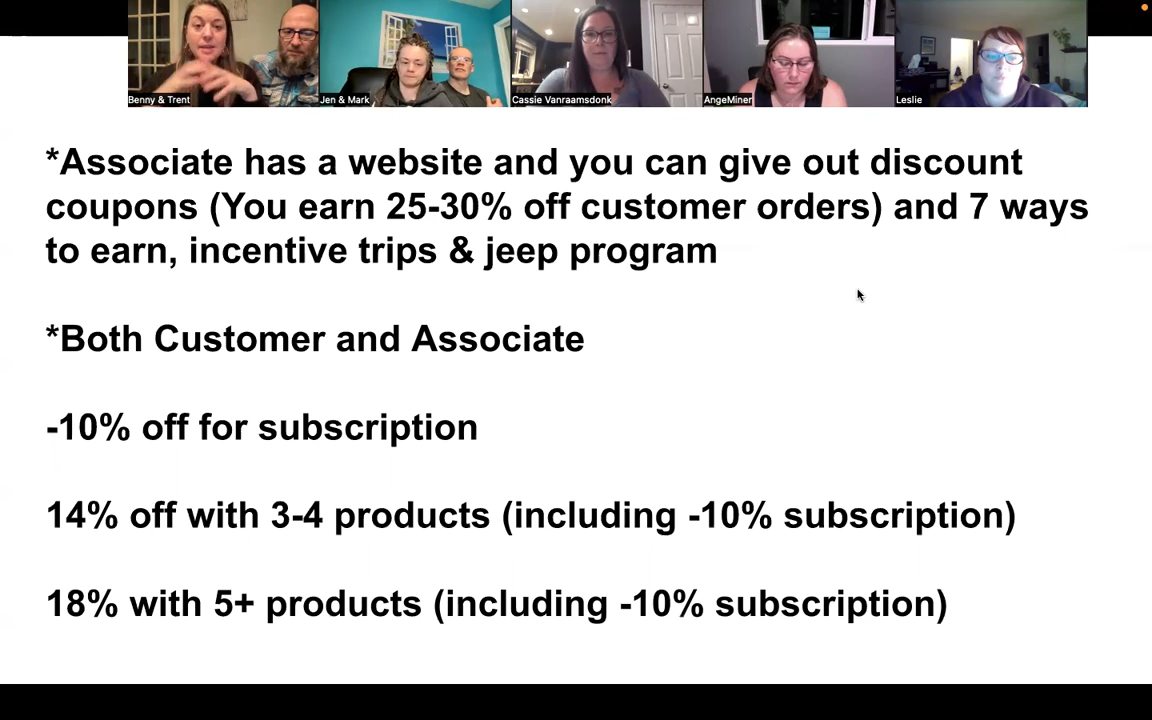 Benny & Trent
Jen & Mark
Cassie Vanraamsdonk
AngeMiner
Leslie
*Associate has a website and you can give out discount
coupons (You earn 25-30% off customer orders) and 7 ways
to earn, incentive trips & jeep program
*Both Customer and Associate
-10% off for subscription
14% off with 3-4 products (including -10% subscription)
18% with 5+ products (including -10% subscription)